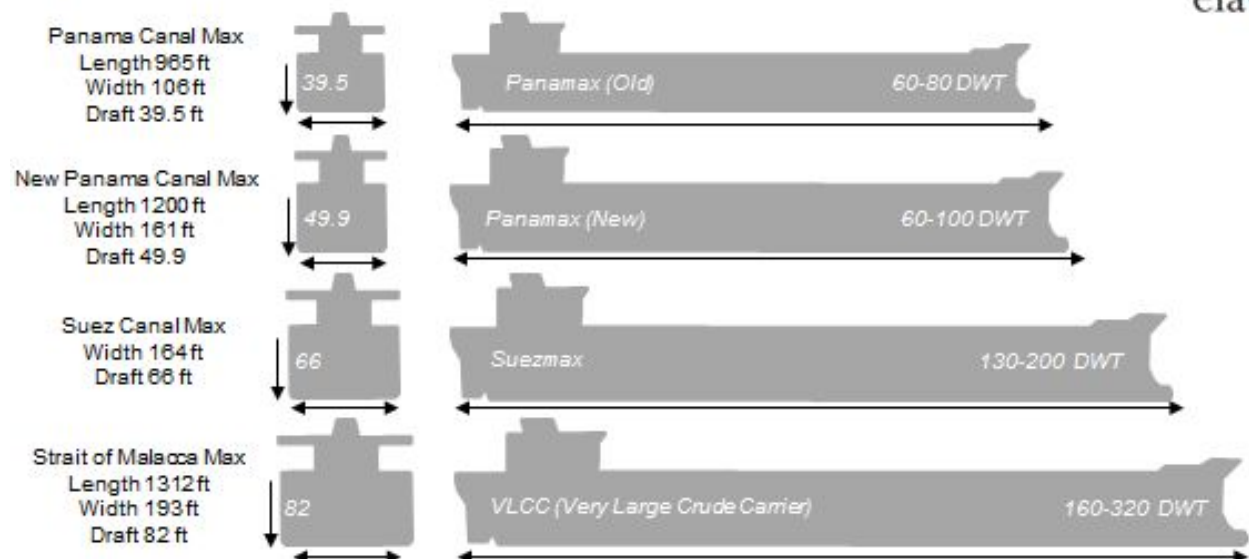 Panama Canal Max
Length 965 ft
Width 106 ft
Draft 39.5 ft
39.5
Panamax (Old)
60-80 DWT
New Panama Canal Max
Length 1200 ft
Width 161 ft
Draft 49.9
49.9
Panamax (New)
60-100 DWT
Suez Canal Max
Width 164 ft
Draft 66 ft
66
Suezmax
130-200 DWT
Strait of Malacca Max
Length 1312 ft
Width 193 ft
Draft 82 ft
82
VLCC (Very Large Crude Carrier)
160-320 DWT